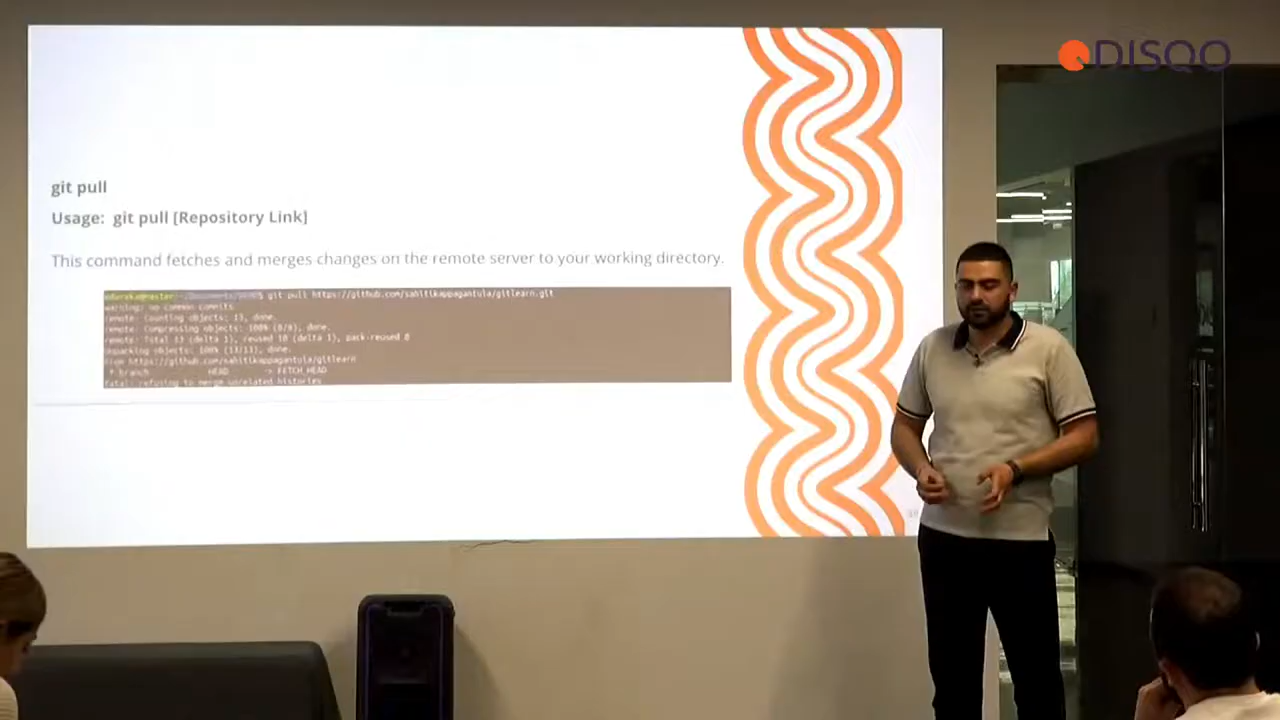 DISQO
git pull
Usage: git pull [Repository Link]
This command fetches and merges changes on the remote server to your working directory.
$ git pull https://github.com/sahitikappagantula/gitlearn.git
warning: no common commits
remote: Counting objects: 13, done.
remote: Compressing objects: 100% (8/8), done.
remote: Total 13 (delta 1), reused 10 (delta 1), pack-reused 0
Unpacking objects: 100% (13/13), done.
From https://github.com/sahitikappagantula/gitlearn
* branch HEAD -> FETCH_HEAD
fatal: refusing to merge unrelated histories